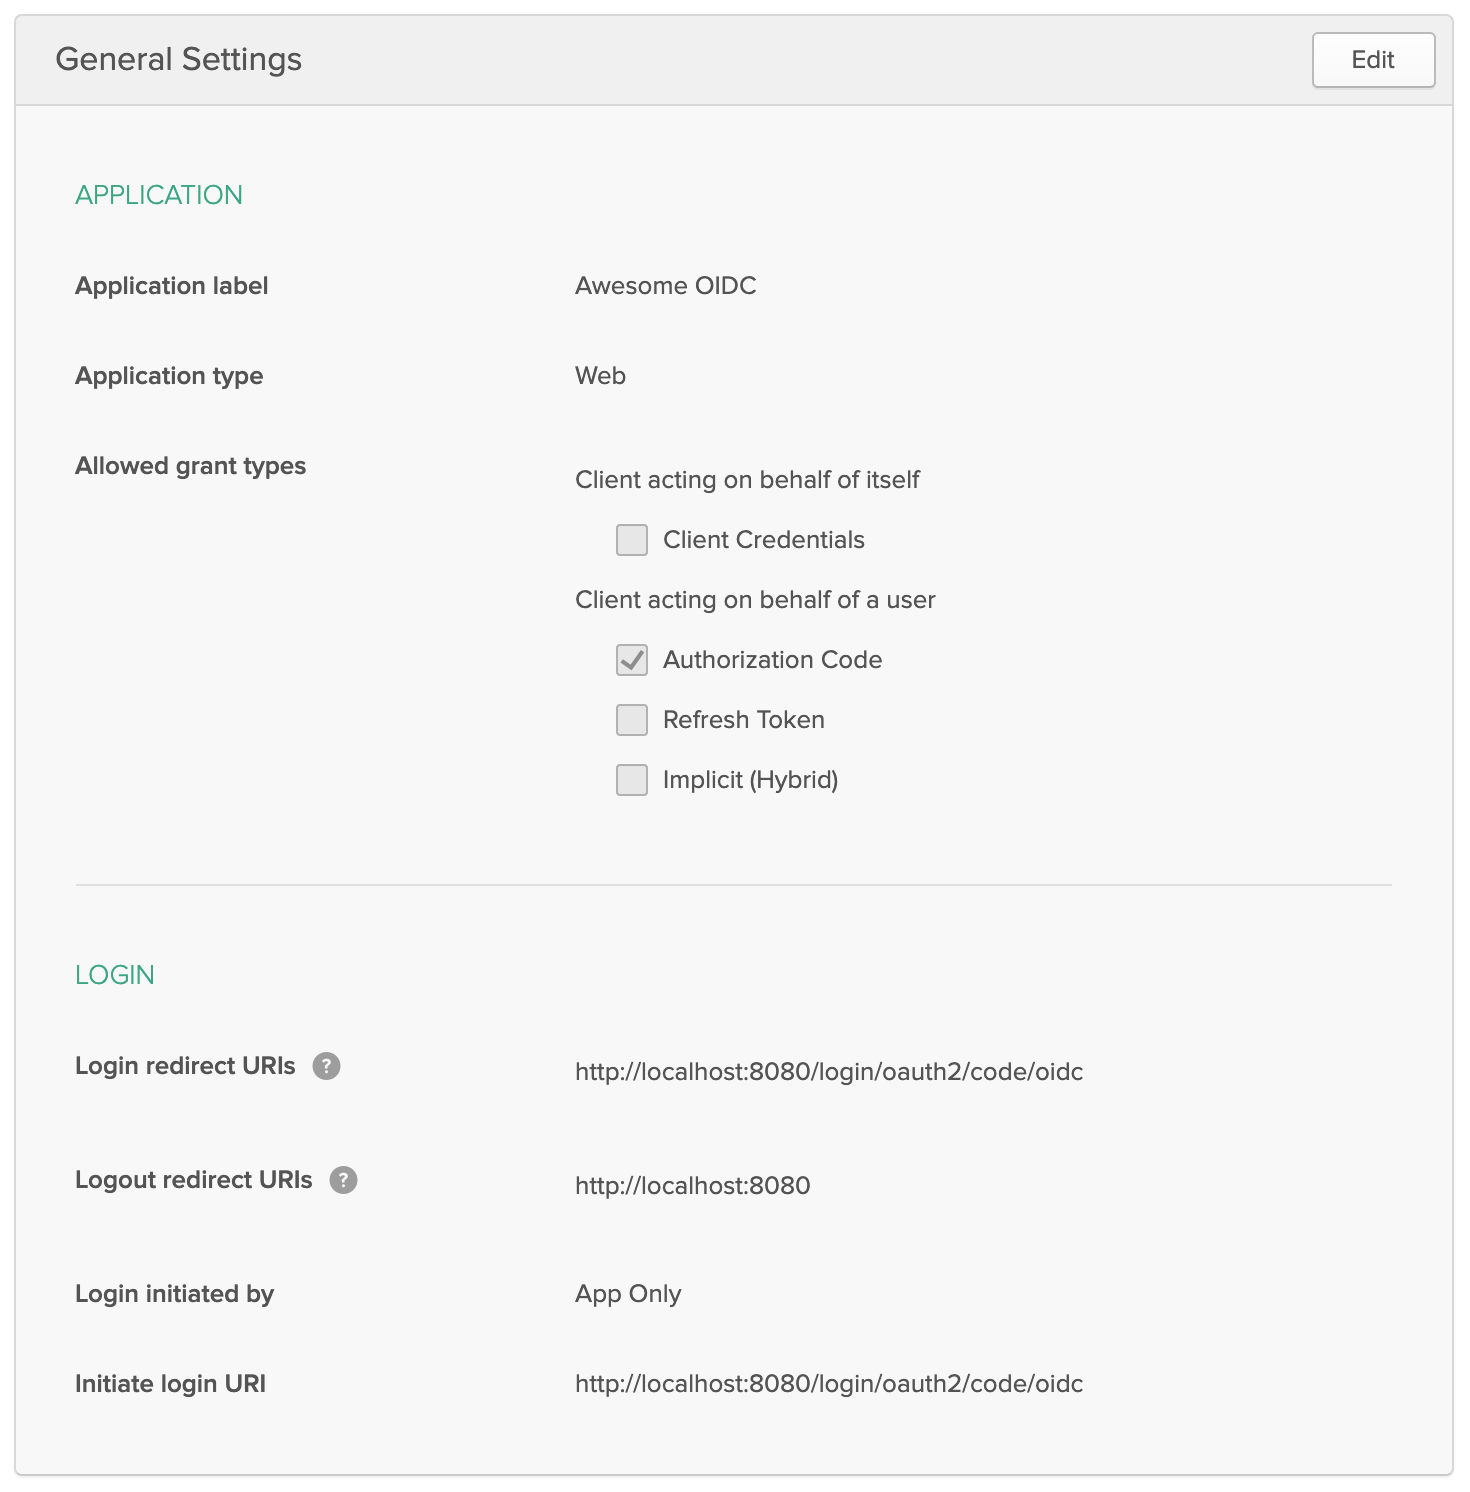 General Settings
Edit
APPLICATION
Application label
Awesome OIDC
Application type
Web
Allowed grant types
Client acting on behalf of itself
Client Credentials
Client acting on behalf of a user
Authorization Code
Refresh Token
Implicit (Hybrid)
LOGIN
Login redirect URIs ?
http://localhost:8080/login/oauth2/code/oidc
Logout redirect URIs ?
http://localhost:8080
Login initiated by
App Only
Initiate login URI
http://localhost:8080/login/oauth2/code/oidc